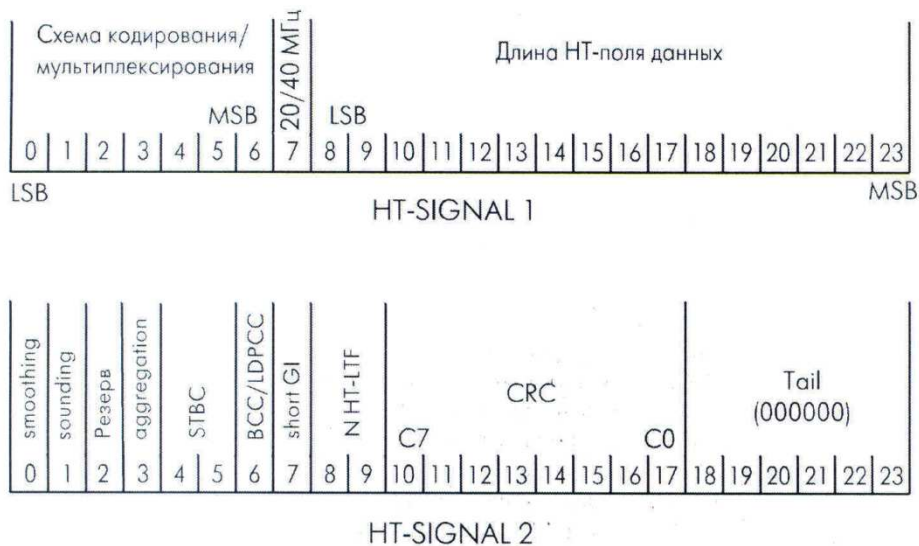 Схема кодирования/
мультиплексирования
20/40 МГц
Длина HT-поля данных
MSB
LSB
0 1 2 3 4 5 6 7 8 9 10 11 12 13 14 15 16 17 18 19 20 21 22 23
LSB
MSB
HT-SIGNAL 1
smoothing
sounding
Резерв
aggregation
STBC
BCC/LDPCC
short GI
N HT-LTF
CRC
Tail
(000000)
C7
C0
0 1 2 3 4 5 6 7 8 9 10 11 12 13 14 15 16 17 18 19 20 21 22 23
HT-SIGNAL 2